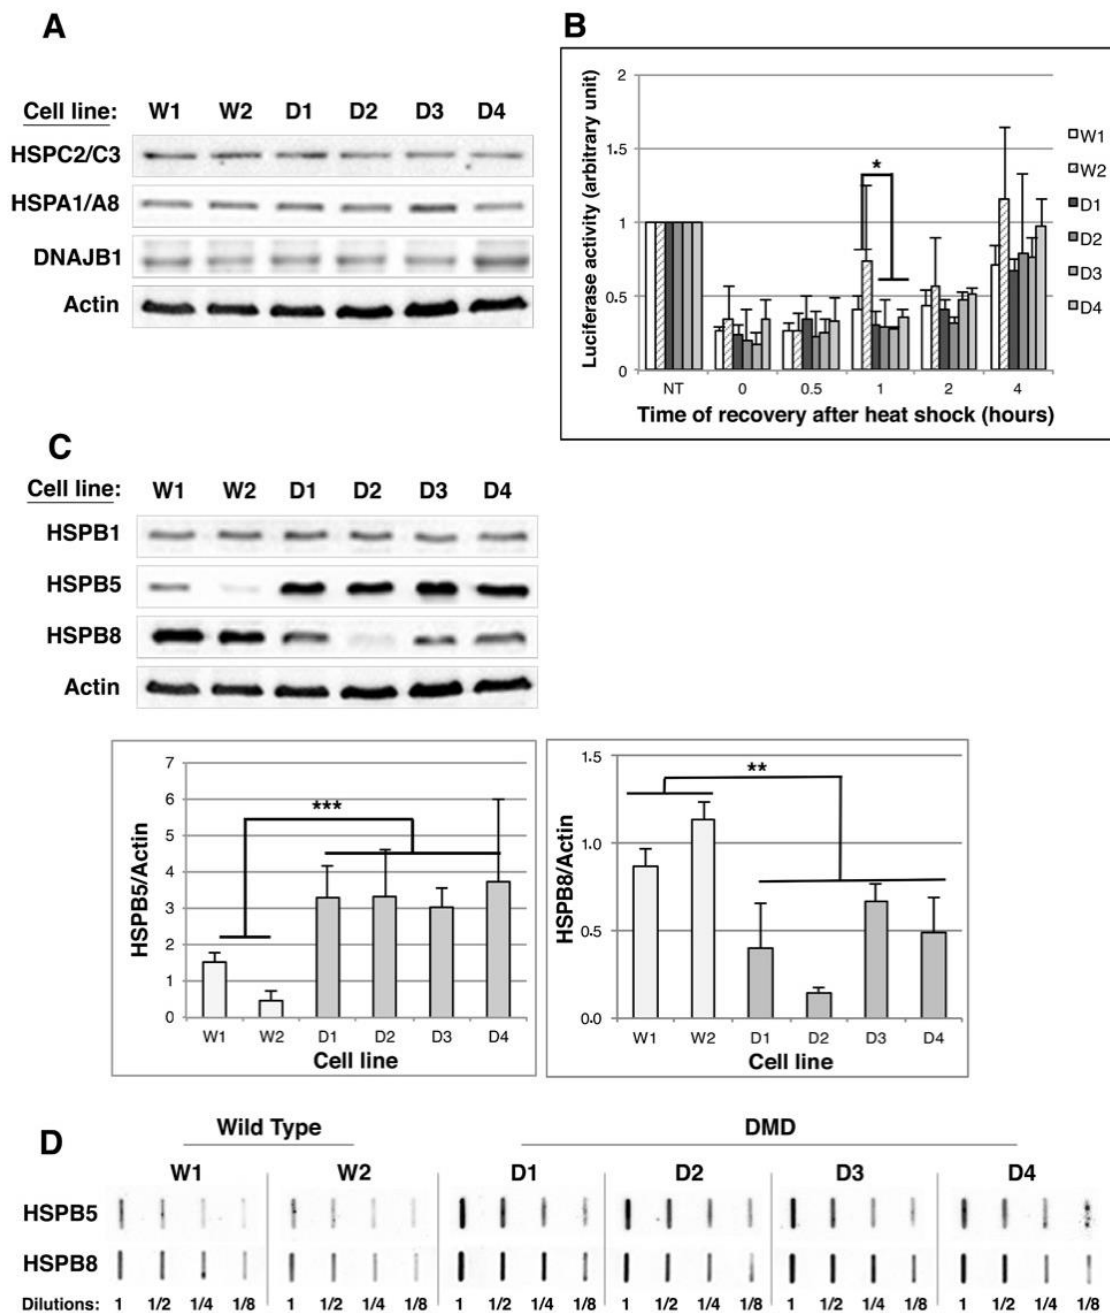 A
Cell line: W1 W2 D1 D2 D3 D4
HSPC2/C3
HSPA1/A8
DNAJB1
Actin
B
Luciferase activity (arbitrary unit)
2
1.5
1
0.5
0
*
NT 0 0.5 1 2 4
Time of recovery after heat shock (hours)
W1
W2
D1
D2
D3
D4
C
Cell line: W1 W2 D1 D2 D3 D4
HSPB1
HSPB5
HSPB8
Actin
HSPB5/Actin
7
6
5
4
3
2
1
0
***
W1 W2 D1 D2 D3 D4
Cell line
HSPB8/Actin
1.5
1.0
0.5
0.0
**
W1 W2 D1 D2 D3 D4
Cell line
D
Wild Type DMD
W1 W2 D1 D2 D3 D4
HSPB5
HSPB8
Dilutions: 1 1/2 1/4 1/8 1 1/2 1/4 1/8 1 1/2 1/4 1/8 1 1/2 1/4 1/8 1 1/2 1/4 1/8 1 1/2 1/4 1/8